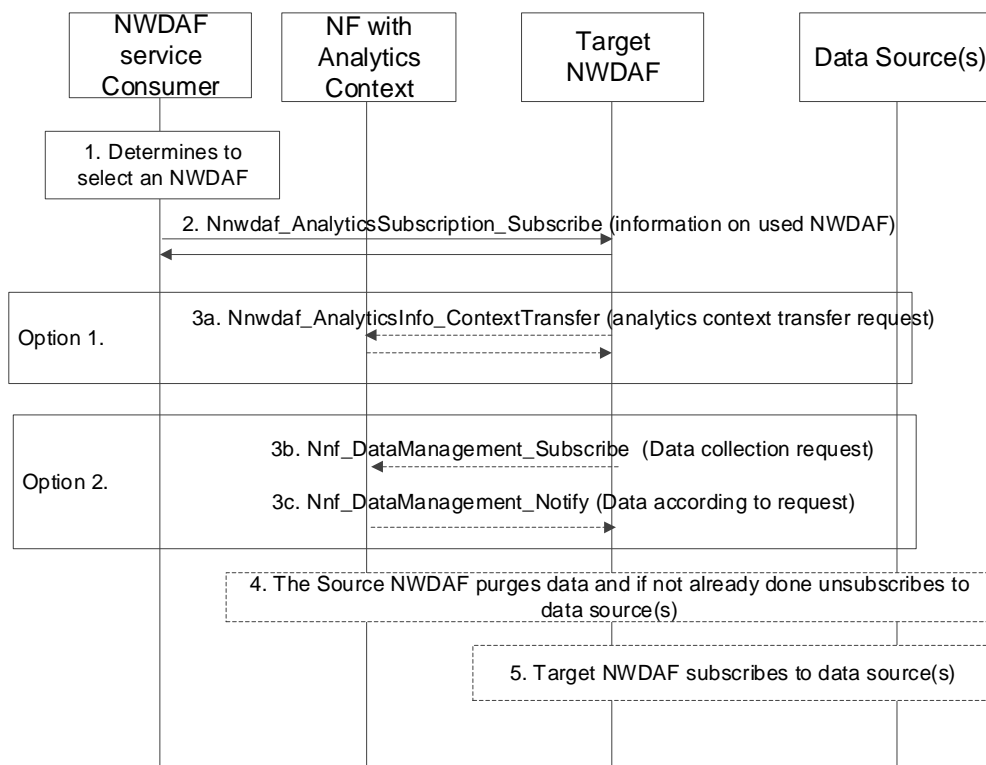 NWDAF
service
Consumer
NF with
Analytics
Context
Target
NWDAF
Data Source(s)
1. Determines to
select an NWDAF
2. Nnwdaf_AnalyticsSubscription_Subscribe (information on used NWDAF)
3a. Nnwdaf_AnalyticsInfo_ContextTransfer (analytics context transfer request)
Option 1.
3b. Nnf_DataManagement_Subscribe (Data collection request)
Option 2.
3c. Nnf_DataManagement_Notify (Data according to request)
4. The Source NWDAF purges data and if not already done unsubscribes to
data source(s)
5. Target NWDAF subscribes to data source(s)